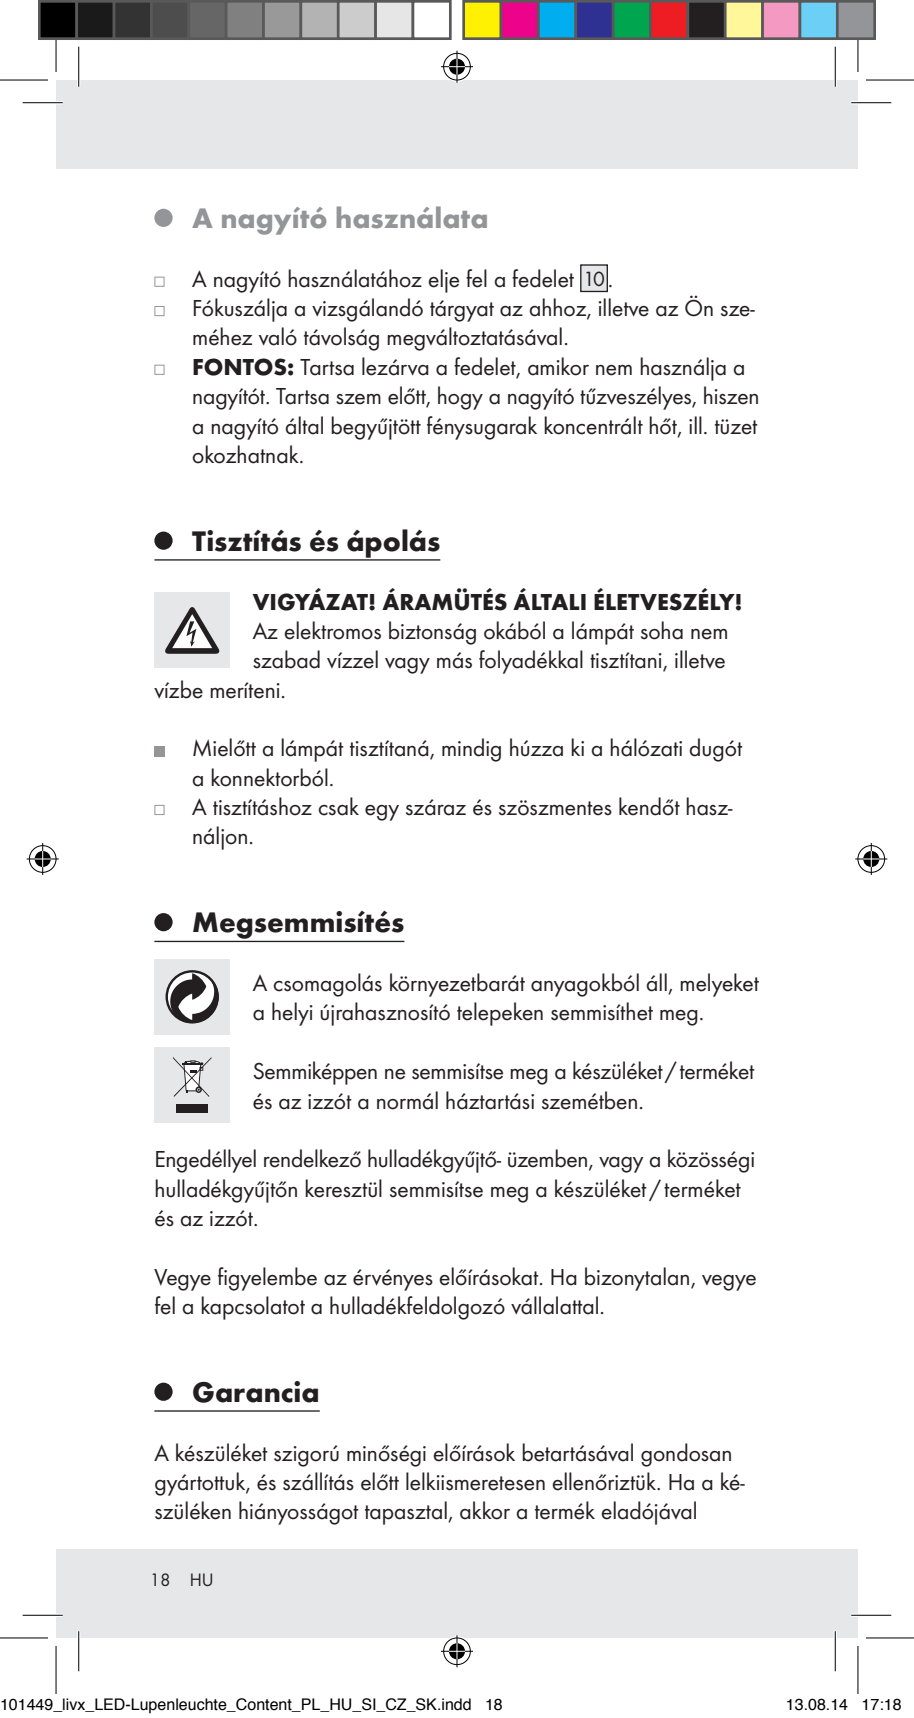 ● A nagyító használata
□ A nagyító használatához elje fel a fedelet 10.
□ Fókuszálja a vizsgálandó tárgyat az ahhoz, illetve az Ön sze-
méhez való távolság megváltoztatásával.
□ FONTOS: Tartsa lezárva a fedelet, amikor nem használja a
nagyítót. Tartsa szem előtt, hogy a nagyító tűzveszélyes, hiszen
a nagyító által begyűjtött fénysugarak koncentrált hőt, ill. tüzet
okozhatnak.
● Tisztítás és ápolás
VIGYÁZAT! ÁRAMÜTÉS ÁLTALI ÉLETVESZÉLY!
Az elektromos biztonság okából a lámpát soha nem
szabad vízzel vagy más folyadékkal tisztítani, illetve
vízbe meríteni.
■ Mielőtt a lámpát tisztítaná, mindig húzza ki a hálózati dugót
a konnektorból.
□ A tisztításhoz csak egy száraz és szöszmentes kendőt hasz-
náljon.
● Megsemmisítés
A csomagolás környezetbarát anyagokból áll, melyeket
a helyi újrahasznosító telepeken semmisíthet meg.
Semmiképpen ne semmisítse meg a készüléket / terméket
és az izzót a normál háztartási szemétben.
Engedéllyel rendelkező hulladékgyűjtő- üzemben, vagy a közösségi
hulladékgyűjtőn keresztül semmisítse meg a készüléket / terméket
és az izzót.
Vegye figyelembe az érvényes előírásokat. Ha bizonytalan, vegye
fel a kapcsolatot a hulladékfeldolgozó vállalattal.
● Garancia
A készüléket szigorú minőségi előírások betartásával gondosan
gyártottuk, és szállítás előtt lelkiismeretesen ellenőriztük. Ha a ké-
szüléken hiányosságot tapasztal, akkor a termék eladójával
18 HU
101449_livx_LED-Lupenleuchte_Content_PL_HU_SI_CZ_SK.indd 18 13.08.14 17:18